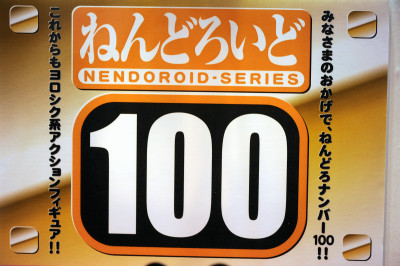 みなさまのおかげで、ねんどろナンバー100!!
ねんどろいど
NENDOROID-SERIES
100
これからもヨロシク系アクションフィギュア!!